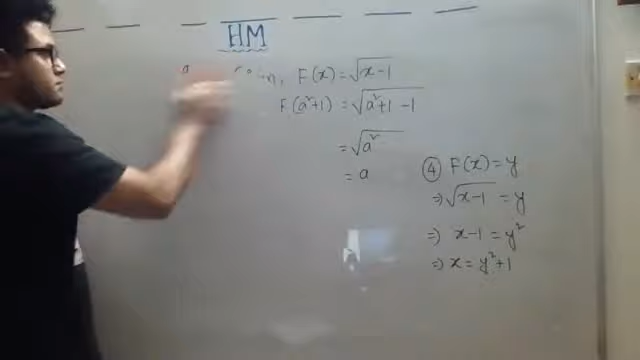 HM
F(x) = √x-1
F(a²+1) = √a²+1-1
= √a²
= a
④ F(x) = y
⇒ √x-1 = y
⇒ x-1 = y²
⇒ x = y²+1